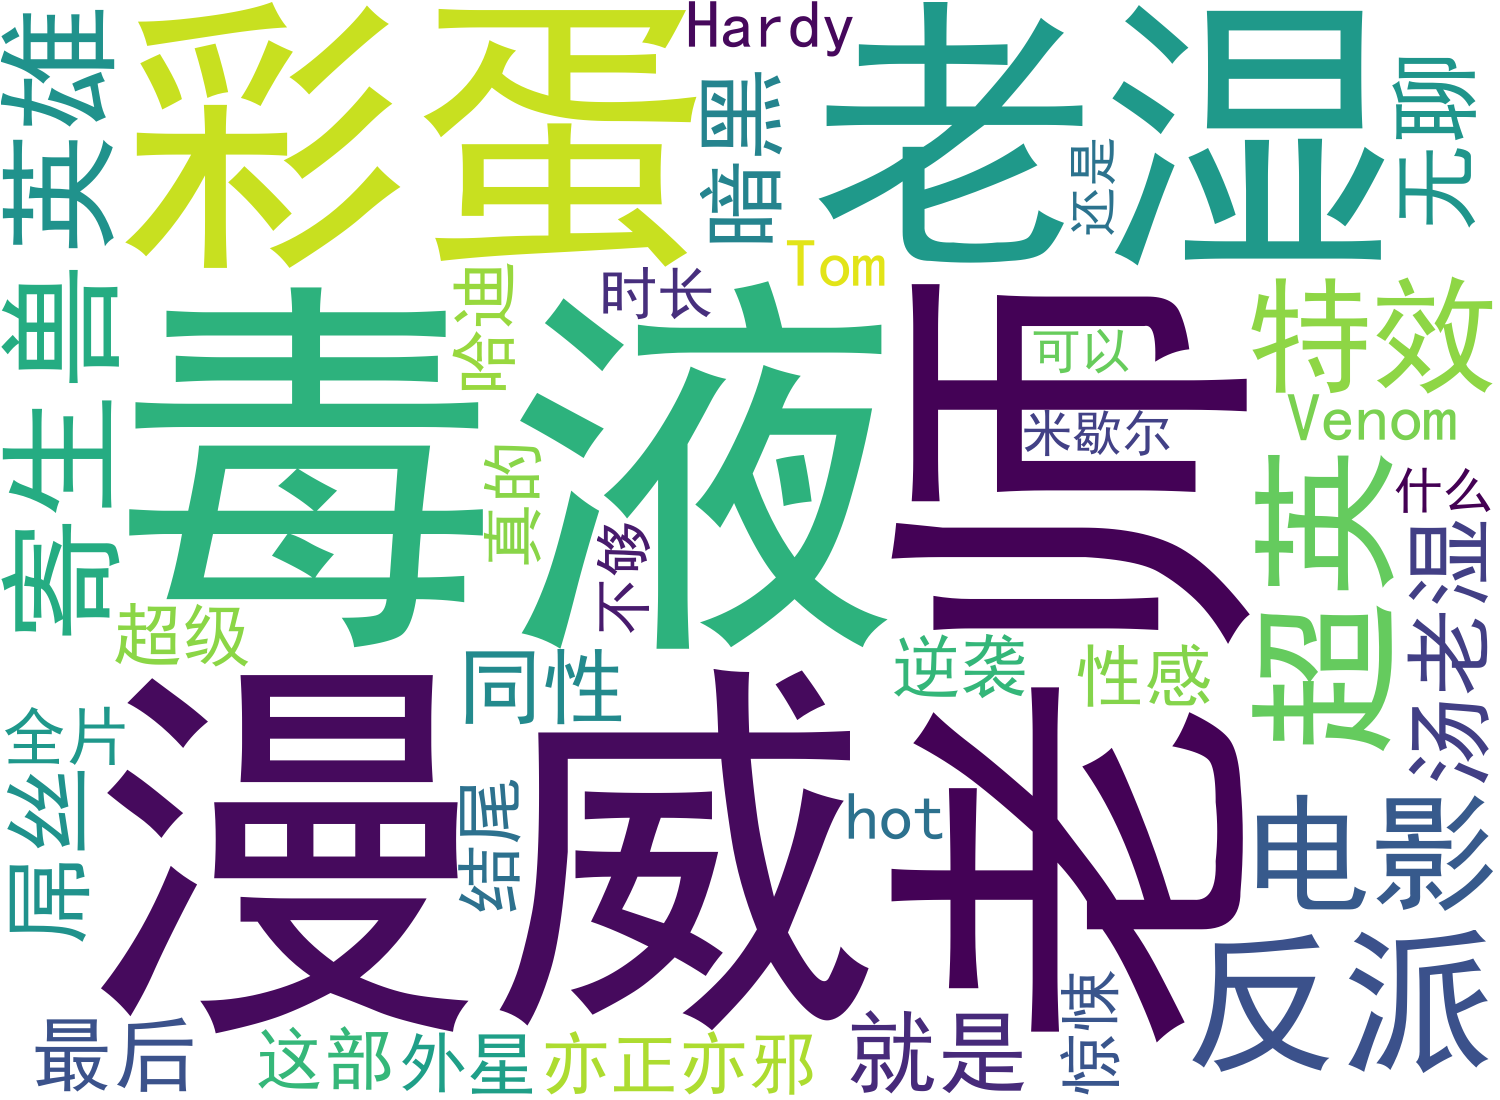 英雄
彩蛋
Hardy
老湿
无聊
暗黑
还是
Tom
寄生兽
哈迪
时长
毒液
老师
可以
米歇尔
特效
Venom
超英
什么
真的
不够
汤老湿
超级
同性
逆袭
性感
全片
屌丝
漫威
结尾
hot
电影
反派
最后
这部
外星
亦正亦邪
就是
惊悚